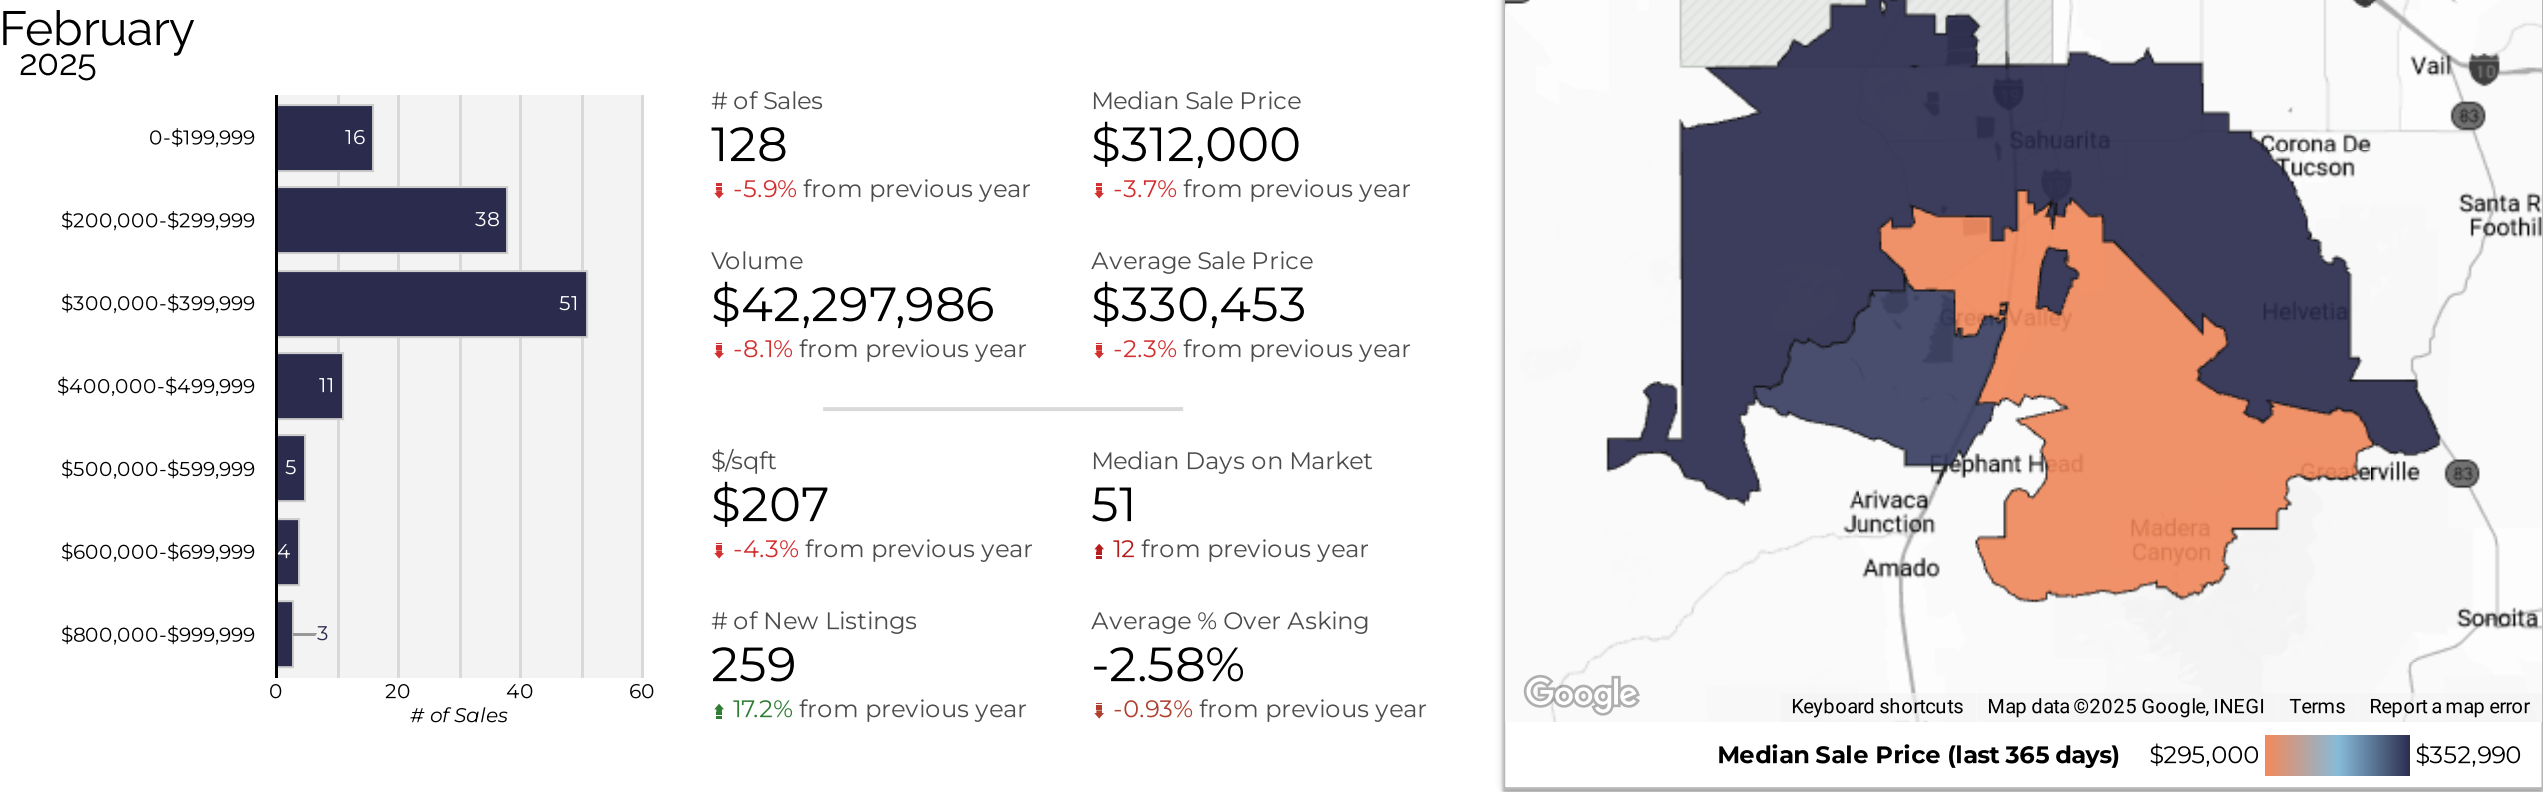 February
2025
0-$199,999
16
$200,000-$299,999
38
$300,000-$399,999
51
$400,000-$499,999
11
$500,000-$599,999
5
$600,000-$699,999
4
$800,000-$999,999
3
0
20
40
60
# of Sales
# of Sales
128
-5.9% from previous year
Median Sale Price
$312,000
-3.7% from previous year
Volume
$42,297,986
-8.1% from previous year
Average Sale Price
$330,453
-2.3% from previous year
$/sqft
$207
-4.3% from previous year
Median Days on Market
51
12 from previous year
# of New Listings
259
17.2% from previous year
Average % Over Asking
-2.58%
-0.93% from previous year
Vail
10
83
Sahuarita
Corona De
Tucson
Santa R
Foothil
Helvetia
Green Valley
Elephant Head
Greaterville
83
Arivaca
Junction
Madera
Canyon
Amado
Sonoita
Google
Keyboard shortcuts
Map data ©2025 Google, INEGI
Terms
Report a map error
Median Sale Price (last 365 days)
$295,000
$352,990